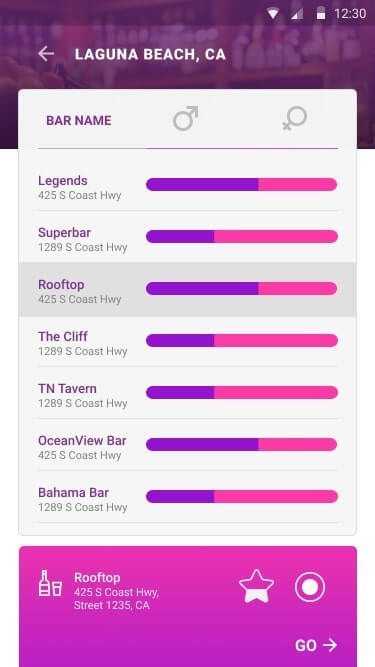 12:30
LAGUNA BEACH, CA
BAR NAME
Legends
425 S Coast Hwy
Superbar
1289 S Coast Hwy
Rooftop
425 S Coast Hwy
The Cliff
1289 S Coast Hwy
TN Tavern
1289 S Coast Hwy
OceanView Bar
425 S Coast Hwy
Bahama Bar
1289 S Coast Hwy
Rooftop
425 S Coast Hwy,
Street 1235, CA
GO